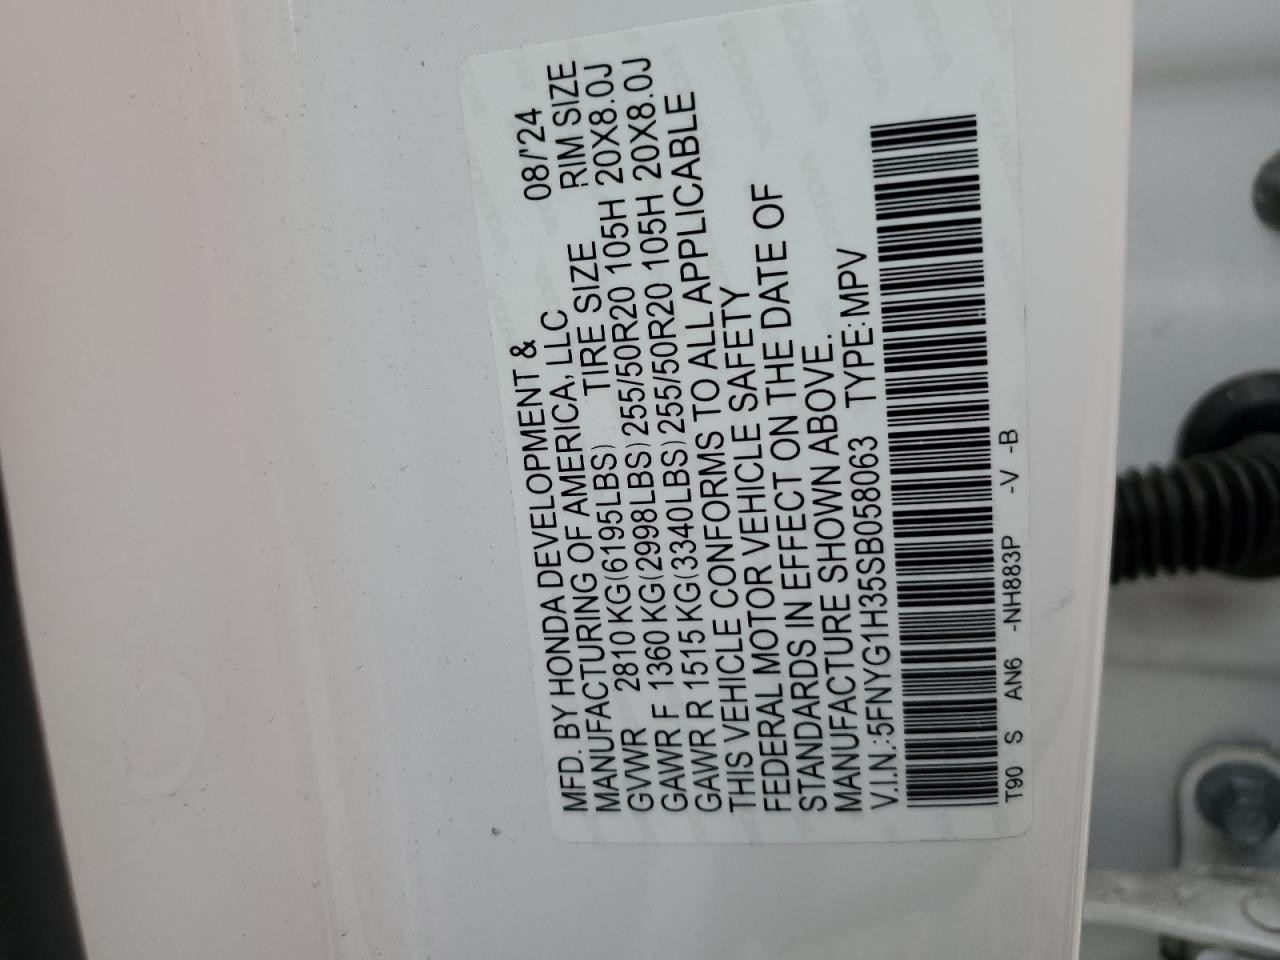 MFD. BY HONDA DEVELOPMENT & 08/'24
MANUFACTURING OF AMERICA, LLC RIM SIZE
GVWR 2810 KG(6195LBS) TIRE SIZE 20X8.0J
GAWR F 1360 KG(2998LBS) 255/50R20 105H 20X8.0J
GAWR R 1515 KG(3340LBS) 255/50R20 105H
THIS VEHICLE CONFORMS TO ALL APPLICABLE
FEDERAL MOTOR VEHICLE SAFETY
STANDARDS IN EFFECT ON THE DATE OF
MANUFACTURE SHOWN ABOVE.
V.I.N.:5FNYG1H35SB058063 TYPE:MPV
T90 S AN6 -NH883P -V -B